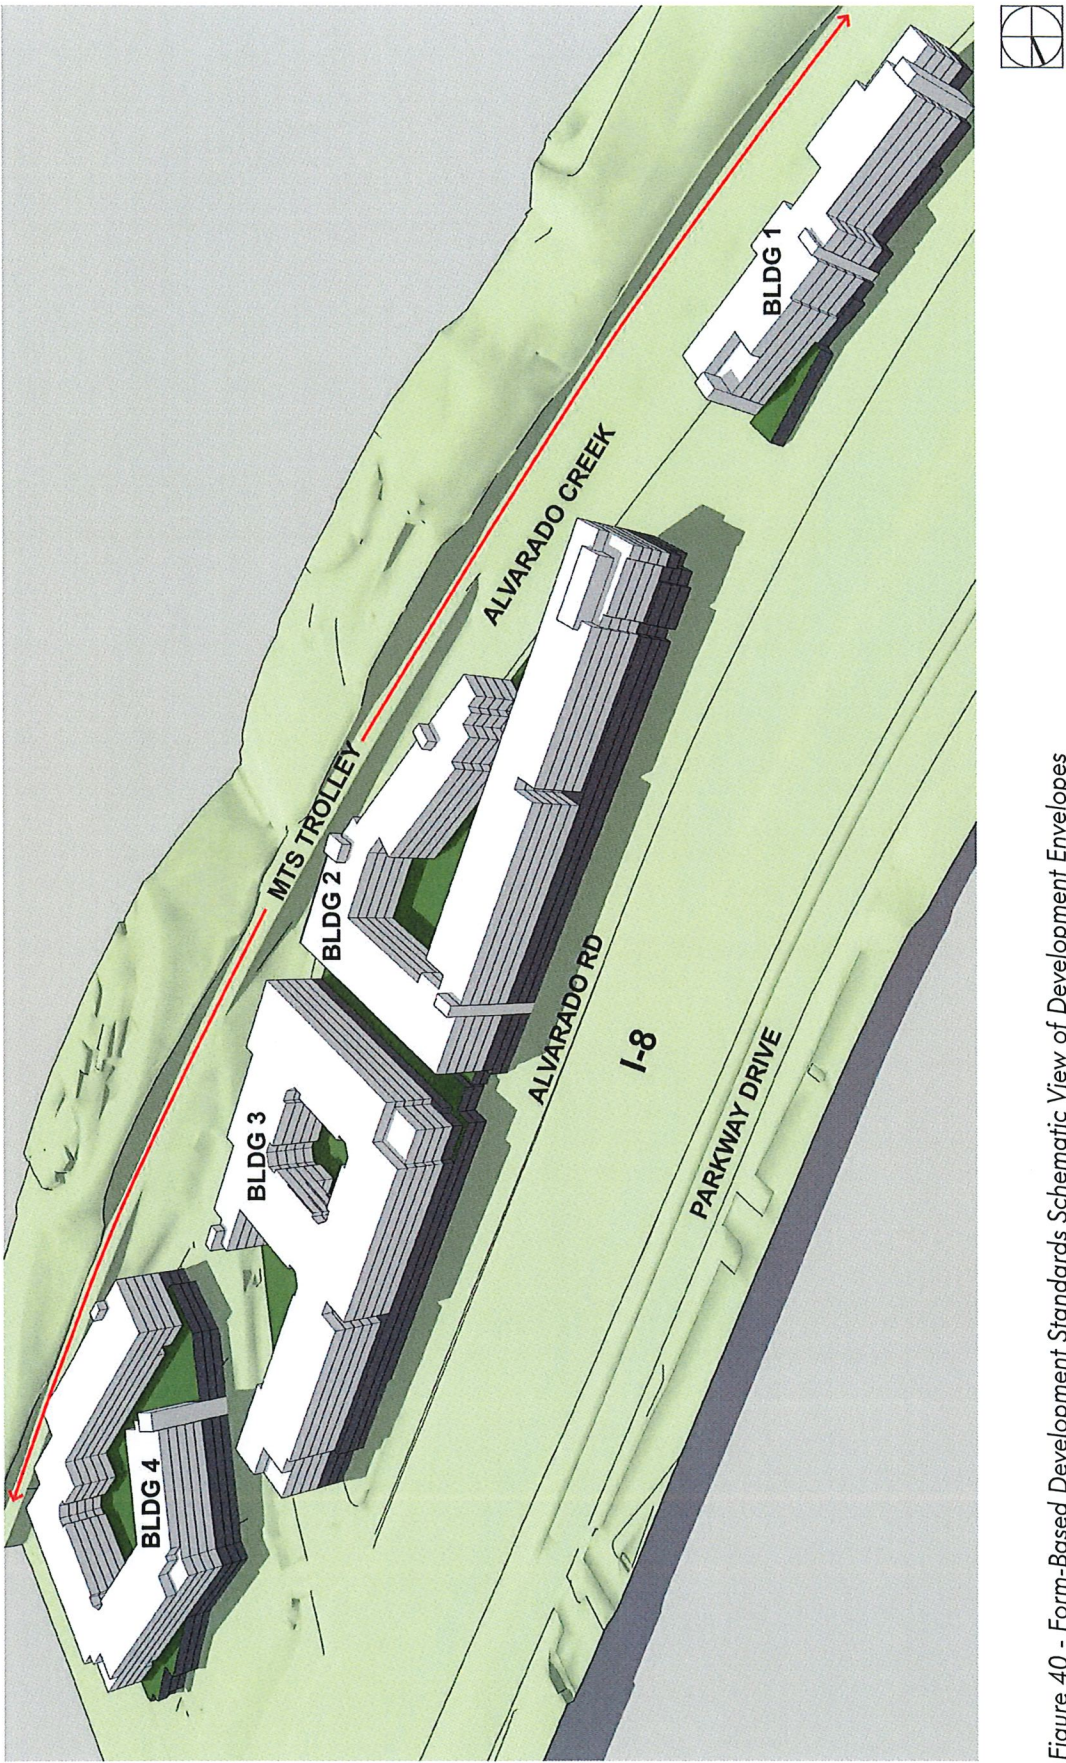 BLDG 4
BLDG 3
MTS TROLLEY
BLDG 2
ALVARADO CREEK
ALVARADO RD
I-8
PARKWAY DRIVE
BLDG 1
Figure 40 - Form-Based Development Standards Schematic View of Development Envelopes